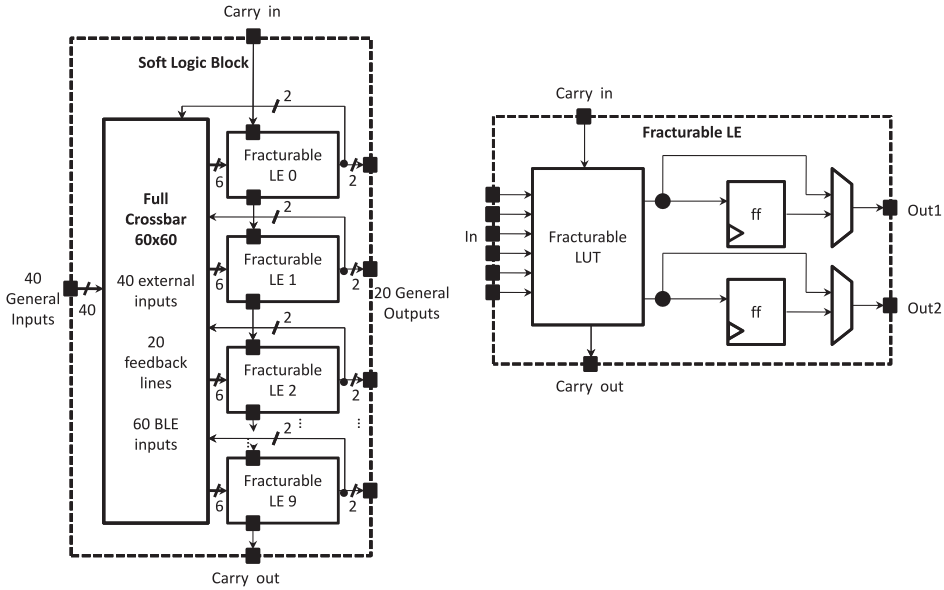 Carry in
Soft Logic Block
2
Full
Crossbar
60x60
40 external
inputs
20
feedback
lines
60 BLE
inputs
40
General
Inputs
40
6
Fracturable
LE 0
2
2
6
Fracturable
LE 1
2
20 General
Outputs
2
6
Fracturable
LE 2
2
...
...
2
...
6
Fracturable
LE 9
2
Carry out
Carry in
Fracturable LE
In
Fracturable
LUT
ff
Out1
ff
Out2
Carry out